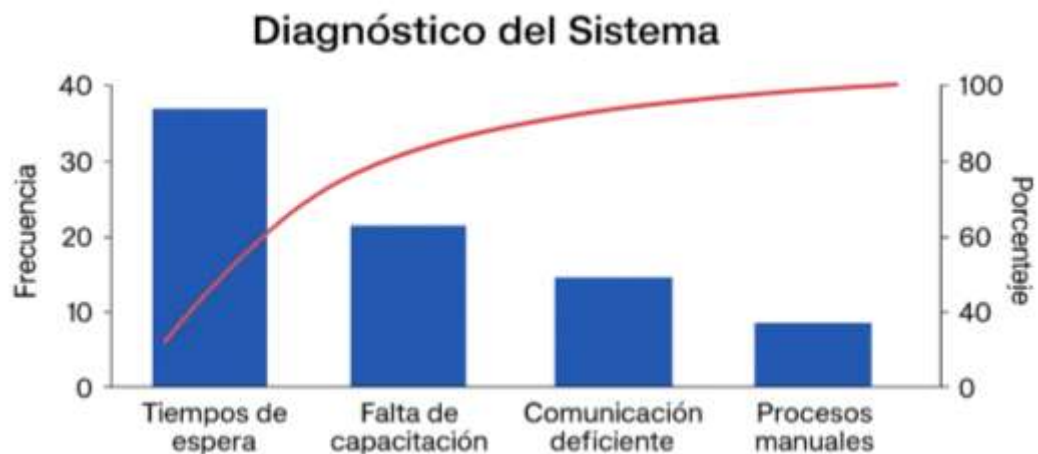 Diagnóstico del Sistema
Frecuencia
40
30
20
10
0
100
80
60
40
0
Porcentaje
Tiempos de
espera
Falta de
capacitación
Comunicación
deficiente
Procesos
manuales